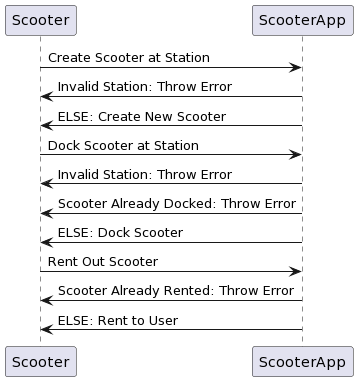 Scooter ScooterApp
Create Scooter at Station
Invalid Station: Throw Error
ELSE: Create New Scooter
Dock Scooter at Station
Invalid Station: Throw Error
Scooter Already Docked: Throw Error
ELSE: Dock Scooter
Rent Out Scooter
Scooter Already Rented: Throw Error
ELSE: Rent to User
Scooter ScooterApp